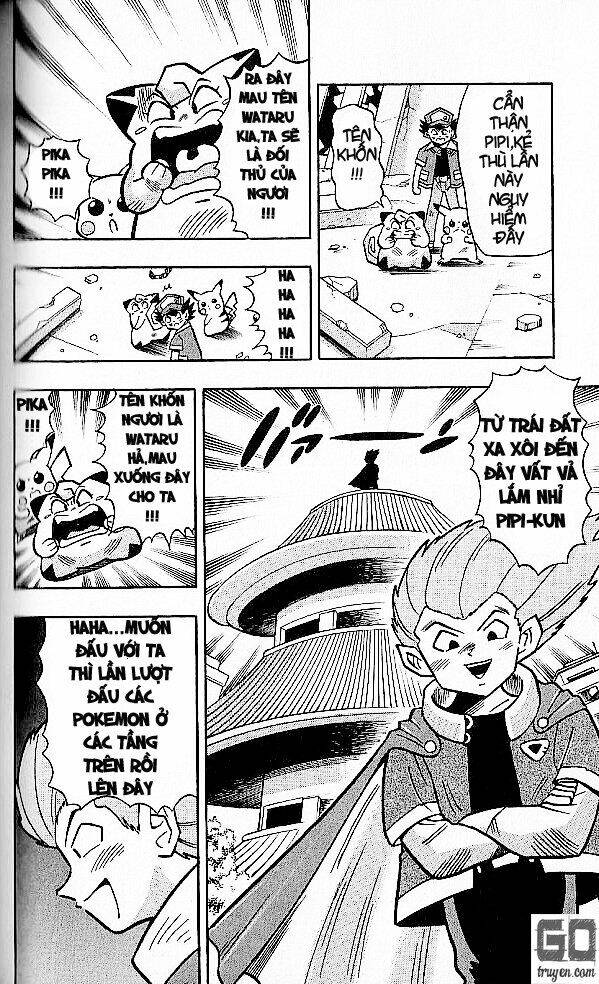 CẨN
THẬN
PIPI,KẺ
THÙ LẦN
NÀY
NGUY
HIỂM
ĐẤY
TÊN
KHỐN
!!!
RA ĐÂY
MAU TÊN
WATARU
KIA,TA SẼ
LÀ ĐỐI
THỦ CỦA
NGƯƠI
!!!
PIKA
PIKA
!!!
HA
HA
HA
HA
!!!
TỪ TRÁI ĐẤT
XA XÔI ĐẾN
ĐÂY VẤT VẢ
LẮM NHỈ
PIPI-KUN
TÊN KHỐN
NGƯƠI LÀ
WATARU
HẢ,MAU
XUỐNG ĐÂY
CHO TA
!!!
PIKA
!!!
HAHA...MUỐN
ĐẤU VỚI TA
THÌ LẦN LƯỢT
ĐẤU CÁC
POKEMON Ở
CÁC TẦNG
TRÊN RỒI
LÊN ĐÂY
GO
truyen.com